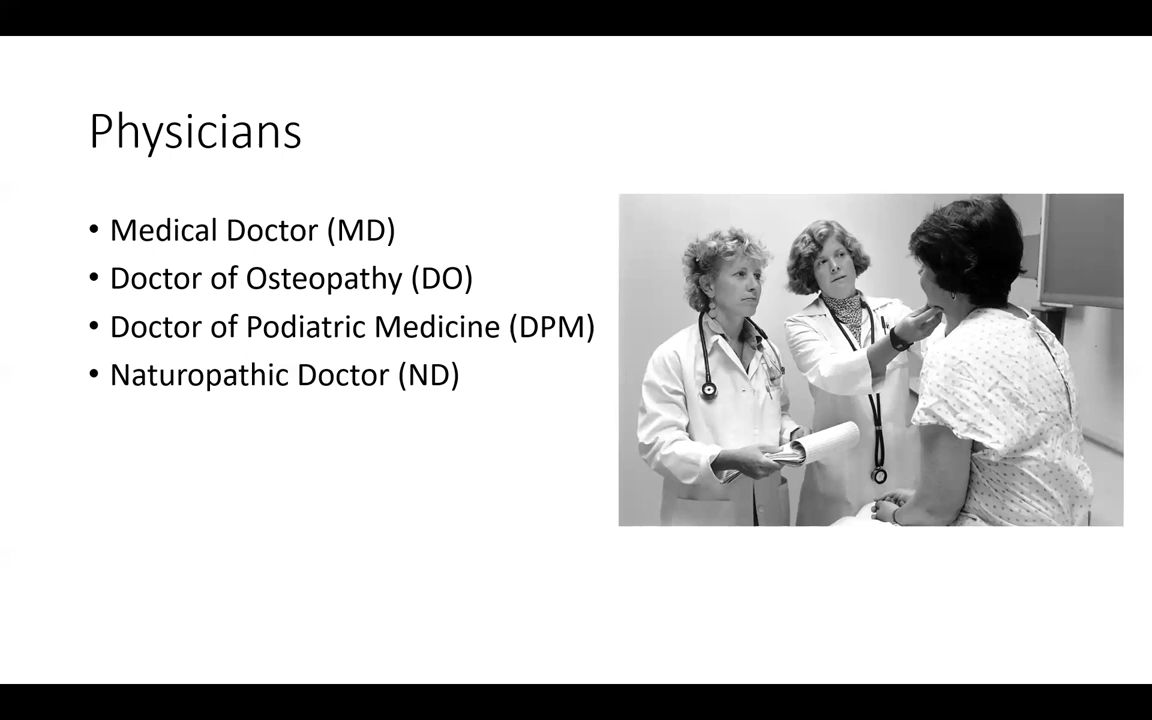 Physicians
• Medical Doctor (MD)
• Doctor of Osteopathy (DO)
• Doctor of Podiatric Medicine (DPM)
• Naturopathic Doctor (ND)